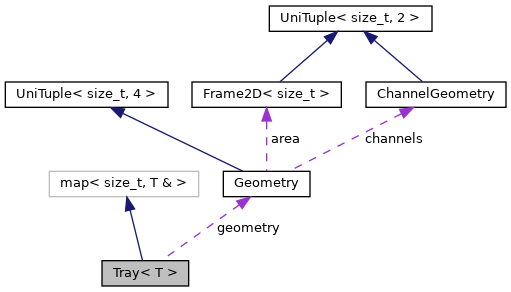 UniTuple< size_t, 2 >
UniTuple< size_t, 4 >
Frame2D< size_t >
ChannelGeometry
area
channels
map< size_t, T & >
Geometry
geometry
Tray< T >